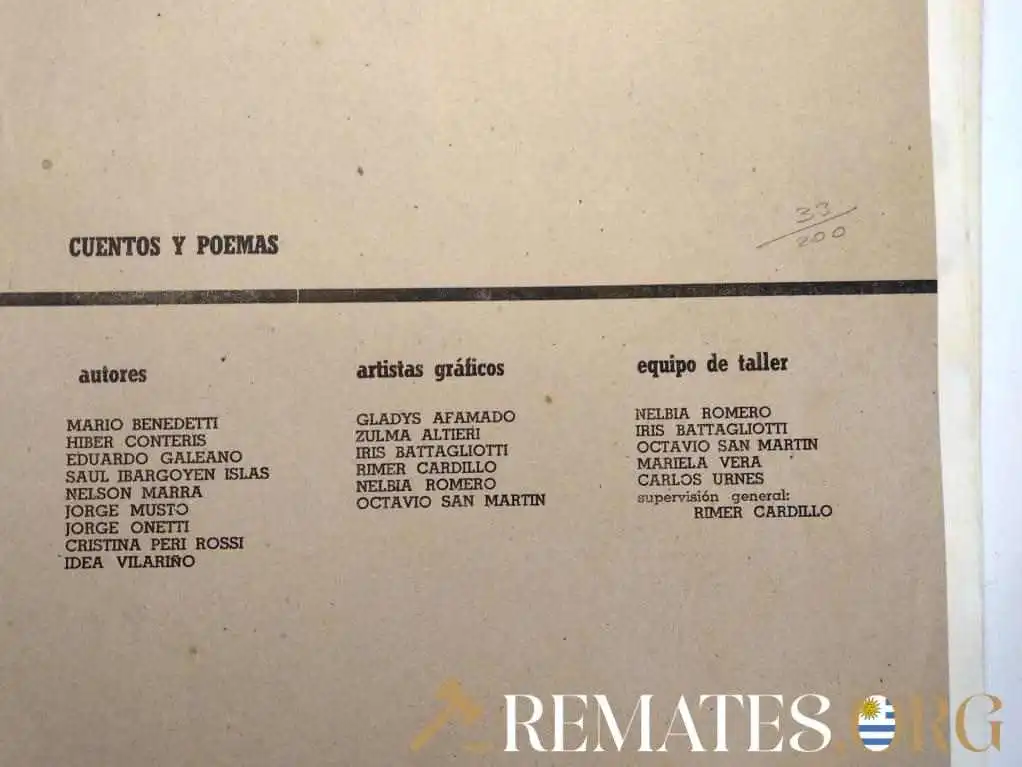 CUENTOS Y POEMAS
33/200
autores
MARIO BENEDETTI
HIBER CONTERIS
EDUARDO GALEANO
SAUL IBARGOYEN ISLAS
NELSON MARRA
JORGE MUSTO
JORGE ONETTI
CRISTINA PERI ROSSI
IDEA VILARIÑO
artistas gráficos
GLADYS AFAMADO
ZULMA ALTIERI
IRIS BATTAGLIOTTI
RIMER CARDILLO
NELBIA ROMERO
OCTAVIO SAN MARTIN
equipo de taller
NELBIA ROMERO
IRIS BATTAGLIOTTI
OCTAVIO SAN MARTIN
MARIELA VERA
CARLOS URNES
supervisión general:
RIMER CARDILLO
REMATES.ORG